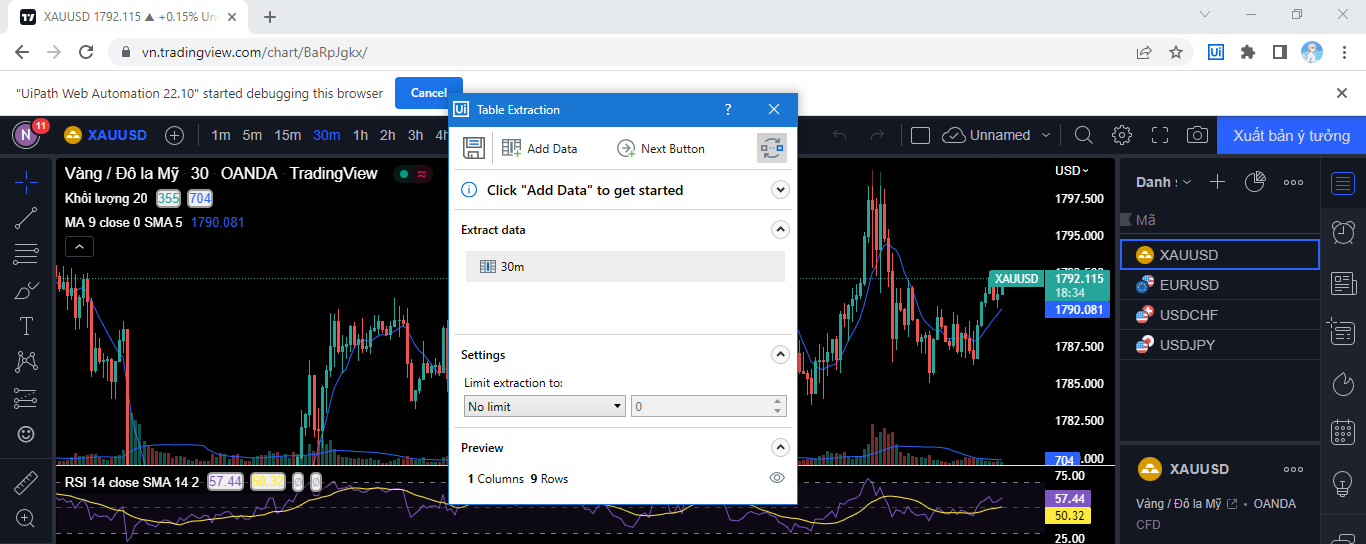 XAUUSD 1792.115 ▲ +0.15% Un
vn.tradingview.com/chart/BaRpJgkx/
Ui
"UiPath Web Automation 22.10" started debugging this browser
Cancel
N 11 XAUUSD 1m 5m 15m 30m 1h 2h 3h 4h
Unnamed
Xuất bản ý tưởng
Vàng / Đô la Mỹ · 30 · OANDA · TradingView
Khối lượng 20 355 704
MA 9 close 0 SMA 5 1790.081
Ui Table Extraction ?
Add Data Next Button
Click "Add Data" to get started
Extract data
30m
Settings
Limit extraction to:
No limit 0
Preview
1 Columns 9 Rows
USD
1797.500
1795.000
XAUUSD 1792.115
18:34
1790.081
1787.500
1785.000
1782.500
704 .000
RSI 14 close SMA 14 2 57.44 50.32 Ø Ø
75.00
57.44
50.32
25.00
Danh s
Mã
XAUUSD
EURUSD
USDCHF
USDJPY
XAUUSD
Vàng / Đô la Mỹ · OANDA
CFD